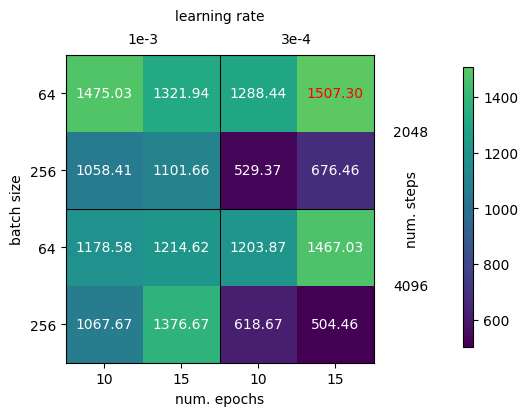 learning rate
1e-3 3e-4
64 1475.03 1321.94 1288.44 1507.30 1400
2048
256 1058.41 1101.66 529.37 676.46 1200
batch size num. steps 1000
64 1178.58 1214.62 1203.87 1467.03
4096 800
256 1067.67 1376.67 618.67 504.46 600
10 15 10 15
num. epochs